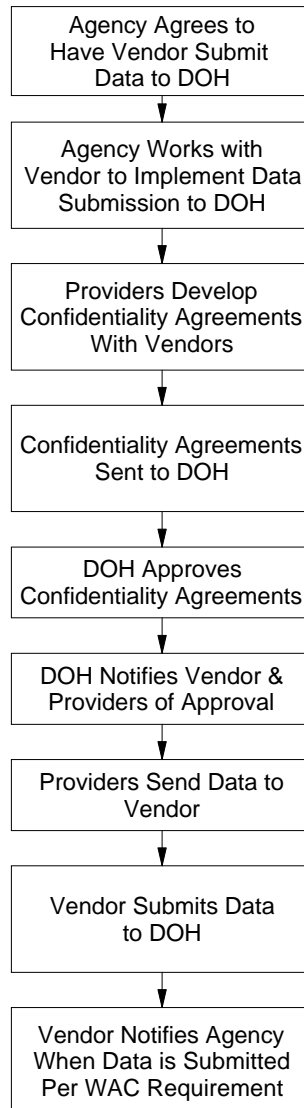 Agency Agrees to
Have Vendor Submit
Data to DOH
Agency Works with
Vendor to Implement Data
Submission to DOH
Providers Develop
Confidentiality Agreements
With Vendors
Confidentiality Agreements
Sent to DOH
DOH Approves
Confidentiality Agreements
DOH Notifies Vendor &
Providers of Approval
Providers Send Data to
Vendor
Vendor Submits Data
to DOH
Vendor Notifies Agency
When Data is Submitted
Per WAC Requirement